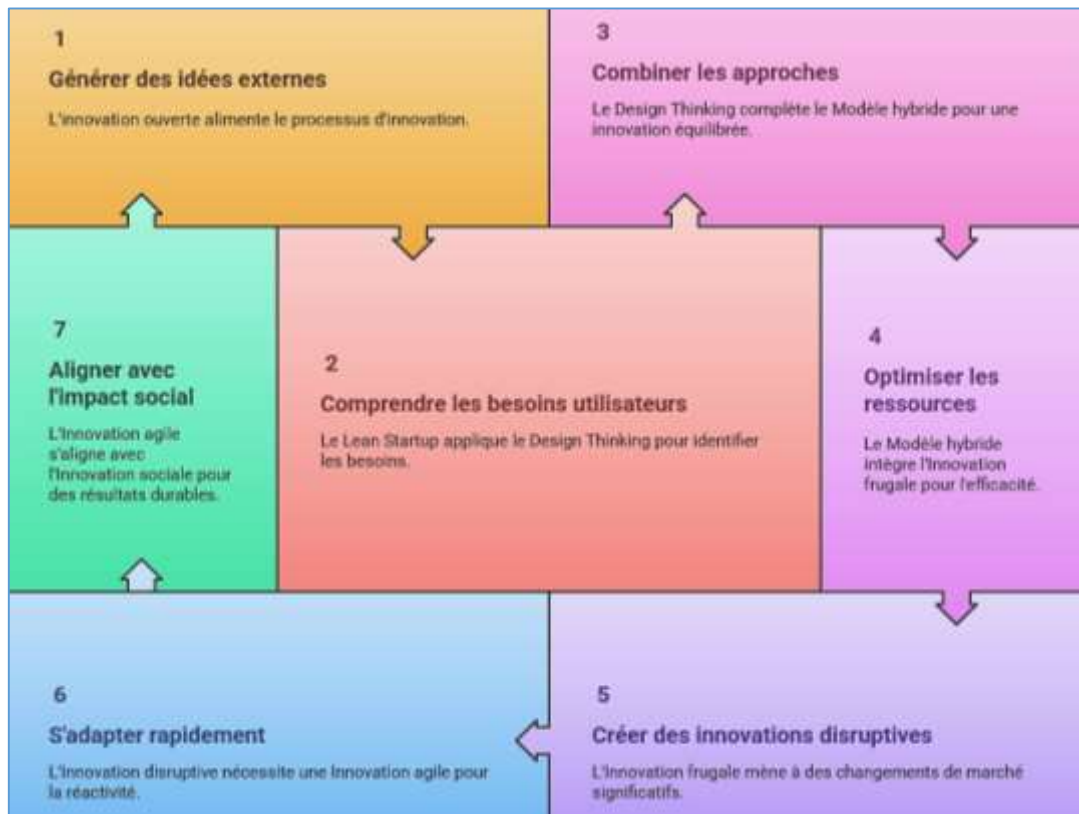 1
Générer des idées externes
L'innovation ouverte alimente le processus d'innovation.
2
Comprendre les besoins utilisateurs
Le Lean Startup applique le Design Thinking pour identifier
les besoins.
3
Combiner les approches
Le Design Thinking complète le Modèle hybride pour une
innovation équilibrée.
4
Optimiser les
ressources
Le Modèle hybride
intègre l'Innovation
frugale pour l'efficacité.
5
Créer des innovations disruptives
L'Innovation frugale mène à des changements de marché
significatifs.
6
S'adapter rapidement
L'Innovation disruptive nécessite une Innovation agile pour
la réactivité.
7
Aligner avec
l'impact social
L'Innovation agile
s'aligne avec
l'Innovation sociale pour
des résultats durables.